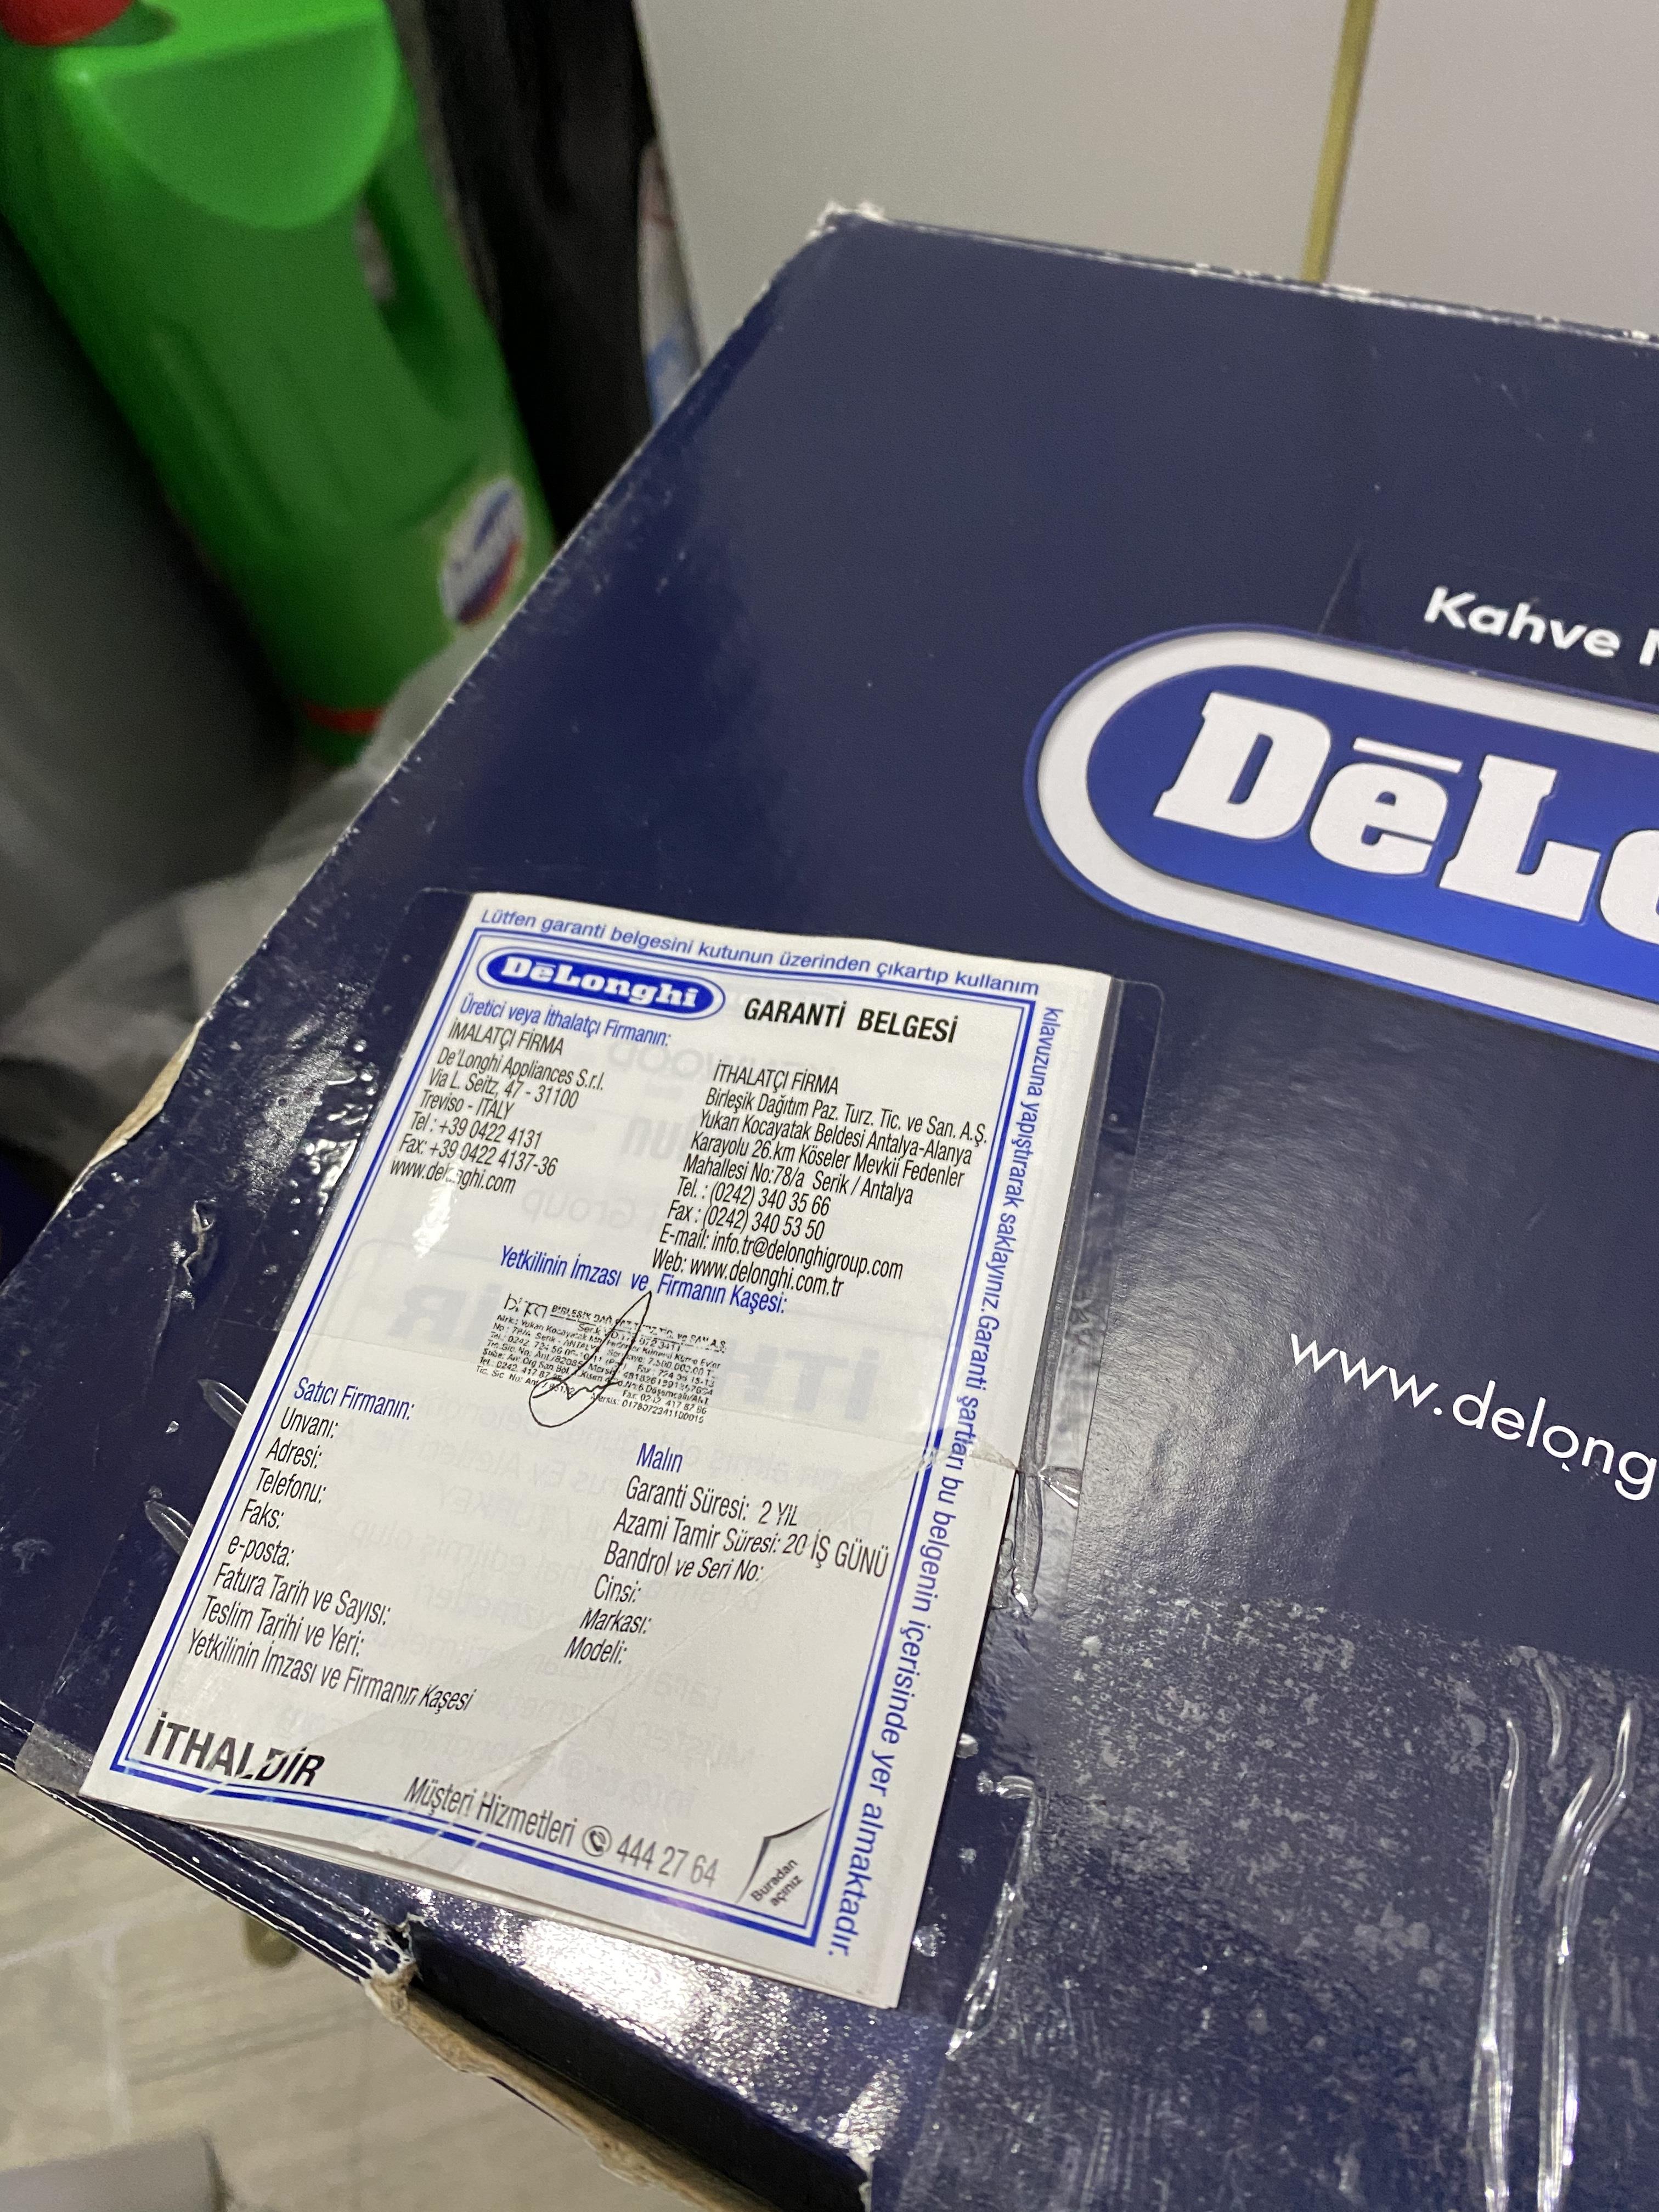 Kahve
DēLo
www.delong
Lütfen garanti belgesini kutunun üzerinden çıkartıp kullanım
kılavuzuna yapıştırarak saklayınız.Garanti şartları bu belgenin içerisinde yer almaktadır.
DēLonghi
GARANTİ BELGESİ
Üretici veya İthalatçı Firmanın:
İMALATÇI FİRMA
De'Longhi Appliances S.r.l.
Via L. Seitz, 47 - 31100
Treviso - ITALY
Tel : +39 0422 4131
Fax: +39 0422 4137-36
www.delonghi.com
İTHALATÇI FİRMA
Birleşik Dağıtım Paz. Turz. Tic. ve San. A.Ş.
Yukarı Kocayatak Beldesi Antalya-Alanya
Karayolu 26.km Köseler Mevkii Fedenler
Mahallesi No:78/a Serik / Antalya
Tel. : (0242) 340 35 66
Fax : (0242) 340 53 50
E-mail: info.tr@delonghigroup.com
Web: www.delonghi.com.tr
Yetkilinin İmzası ve Firmanın Kaşesi:
Satıcı Firmanın:
Unvanı:
Adresi:
Telefonu:
Faks:
e-posta:
Fatura Tarih ve Sayısı:
Teslim Tarihi ve Yeri:
Yetkilinin İmzası ve Firmanın Kaşesi
Malın
Garanti Süresi: 2 YIL
Azami Tamir Süresi: 20 İŞ GÜNÜ
Bandrol ve Seri No:
Cinsi:
Markası:
Modeli:
İTHALDİR
Müşteri Hizmetleri 444 27 64
Buradan
açınız